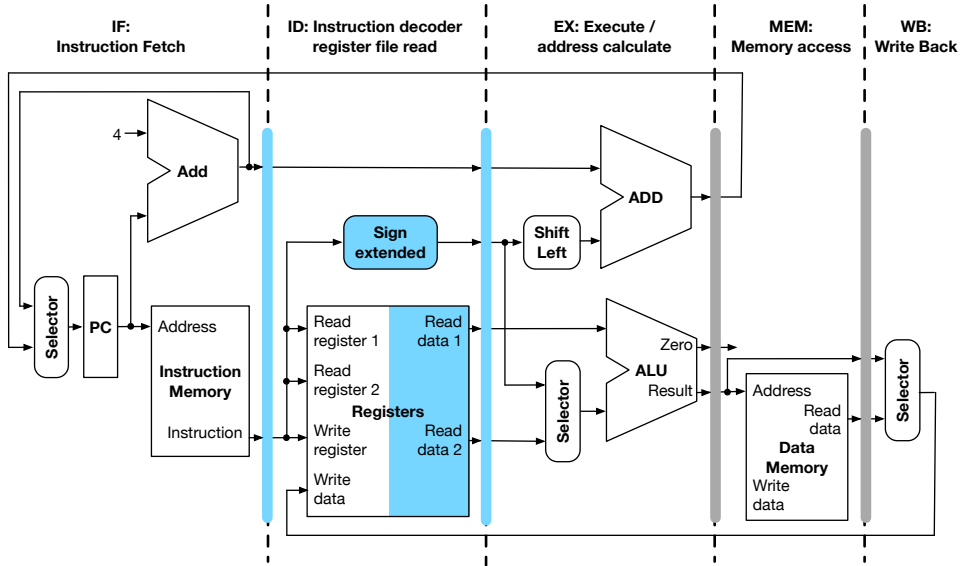 IF:
Instruction Fetch
ID: Instruction decoder
register file read
EX: Execute /
address calculate
MEM:
Memory access
WB:
Write Back
4
Add
ADD
Sign
extended
Shift
Left
Selector
PC
Address
Instruction
Memory
Instruction
Read
register 1
Read
register 2
Registers
Write
register
Write
data
Read
data 1
Read
data 2
Selector
Zero
ALU
Result
Address
Read
data
Data
Memory
Write
data
Selector